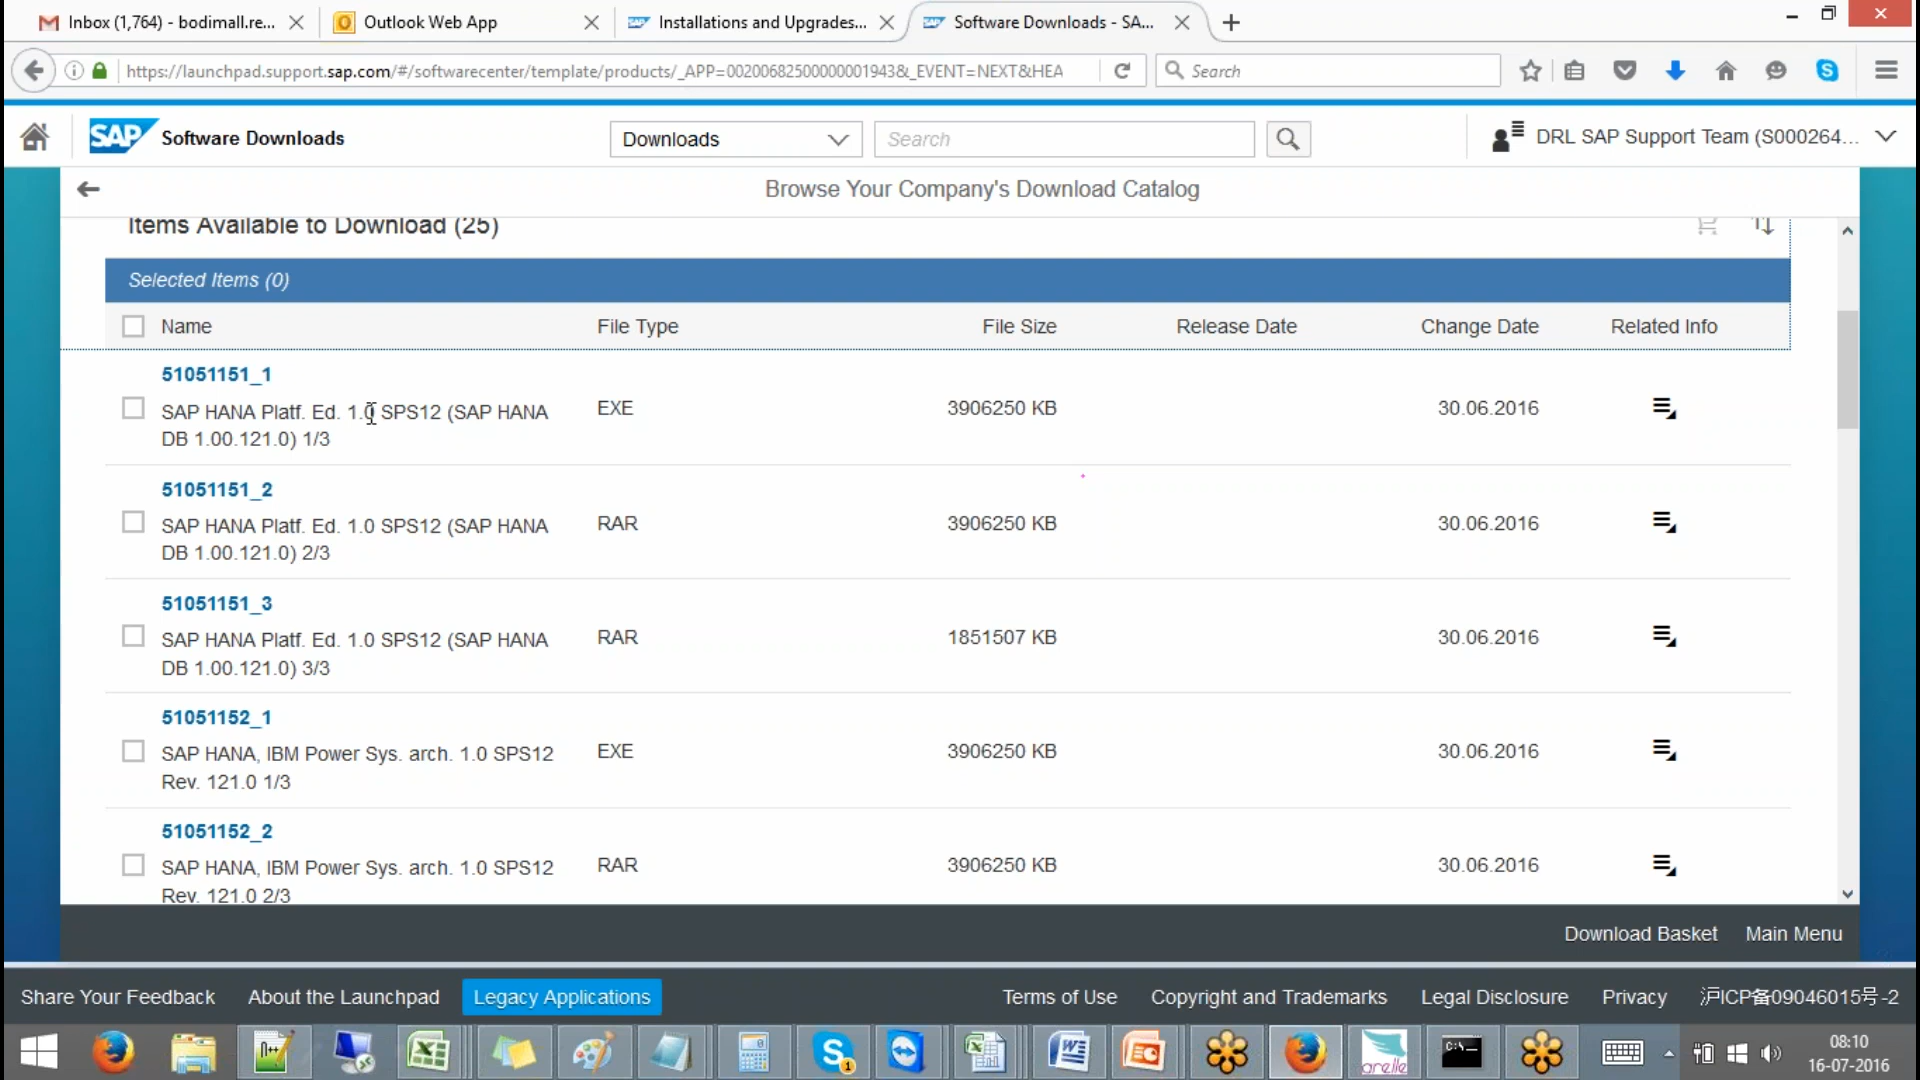 Inbox (1,764) - bodimall.re...
Outlook Web App
Installations and Upgrades...
Software Downloads - SA...
https://launchpad.support.sap.com/#/softwarecenter/template/products/_APP=00200682500000001943&_EVENT=NEXT&HEA
Search
SAP Software Downloads
Downloads
Search
DRL SAP Support Team (S000264...
Browse Your Company's Download Catalog
Items Available to Download (25)
Selected Items (0)
Name File Type File Size Release Date Change Date Related Info
51051151_1
SAP HANA Platf. Ed. 1.0 SPS12 (SAP HANA
DB 1.00.121.0) 1/3
EXE 3906250 KB 30.06.2016
51051151_2
SAP HANA Platf. Ed. 1.0 SPS12 (SAP HANA
DB 1.00.121.0) 2/3
RAR 3906250 KB 30.06.2016
51051151_3
SAP HANA Platf. Ed. 1.0 SPS12 (SAP HANA
DB 1.00.121.0) 3/3
RAR 1851507 KB 30.06.2016
51051152_1
SAP HANA, IBM Power Sys. arch. 1.0 SPS12
Rev. 121.0 1/3
EXE 3906250 KB 30.06.2016
51051152_2
SAP HANA, IBM Power Sys. arch. 1.0 SPS12
Rev. 121.0 2/3
RAR 3906250 KB 30.06.2016
Download Basket Main Menu
Share Your Feedback About the Launchpad Legacy Applications Terms of Use Copyright and Trademarks Legal Disclosure Privacy 沪ICP备09046015号-2
orelle
08:10
16-07-2016